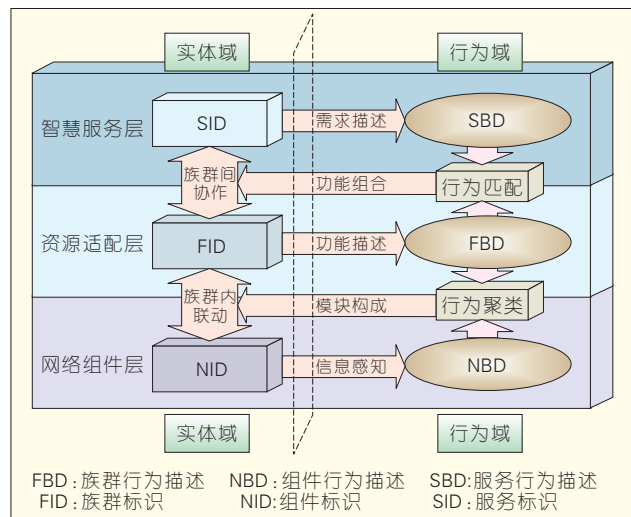 实体域 行为域
智慧服务层 SID 需求描述 SBD
族群间
协作 功能组合 行为匹配
资源适配层 FID 功能描述 FBD
族群内
联动 模块构成 行为聚类
网络组件层 NID 信息感知 NBD
实体域 行为域
FBD:族群行为描述 NBD:组件行为描述 SBD:服务行为描述
FID:族群标识 NID:组件标识 SID:服务标识